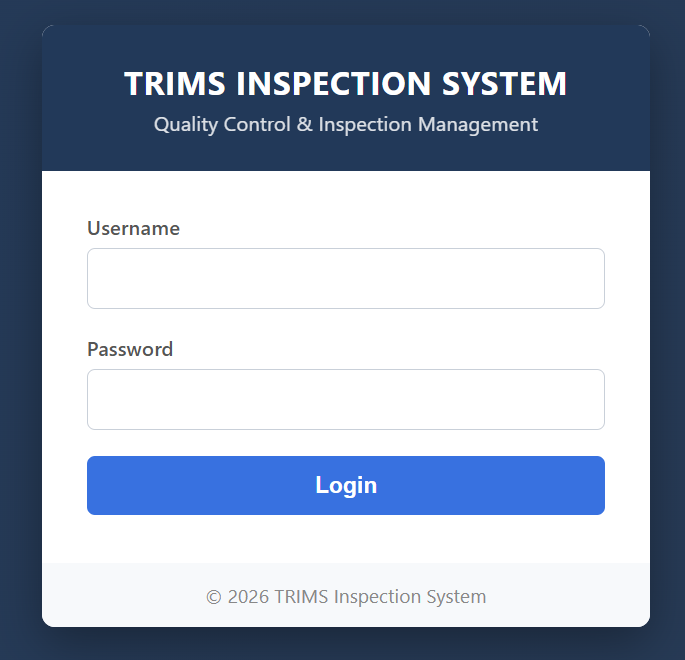 TRIMS INSPECTION SYSTEM
Quality Control & Inspection Management
Username
Password
Login
© 2026 TRIMS Inspection System